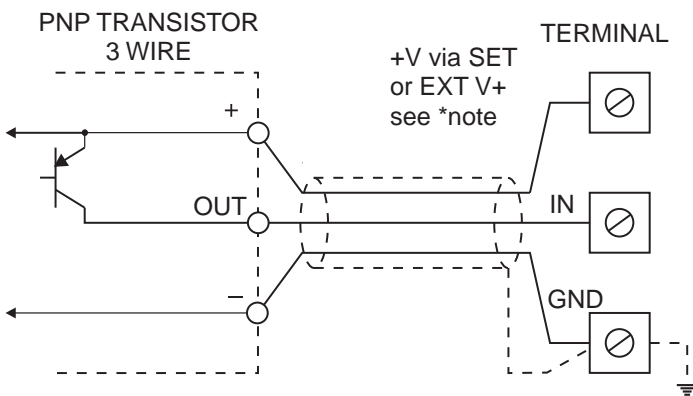 PNP TRANSISTOR
3 WIRE
TERMINAL
+V via SET
or EXT V+
see *note
+
OUT
IN
–
GND